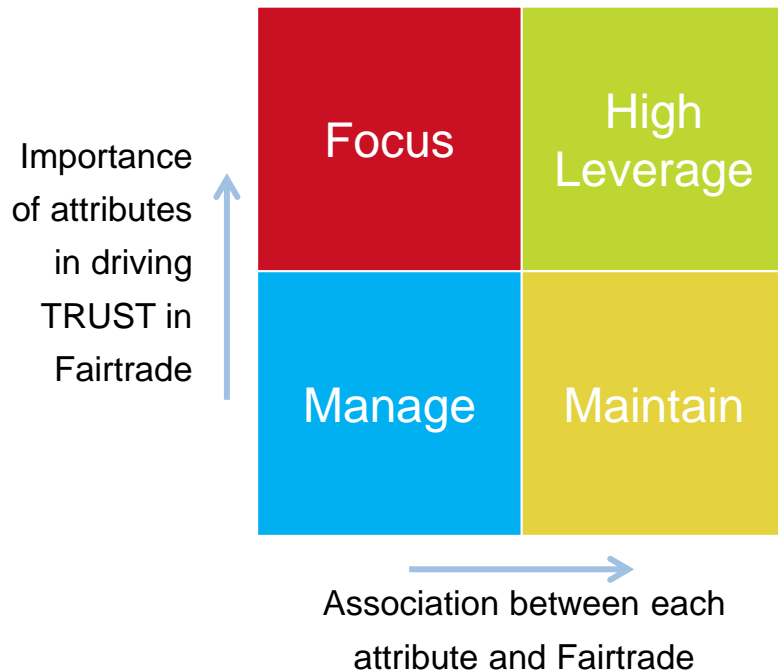 Importance
of attributes
in driving
TRUST in
Fairtrade
Focus
High
Leverage
Manage
Maintain
Association between each
attribute and Fairtrade